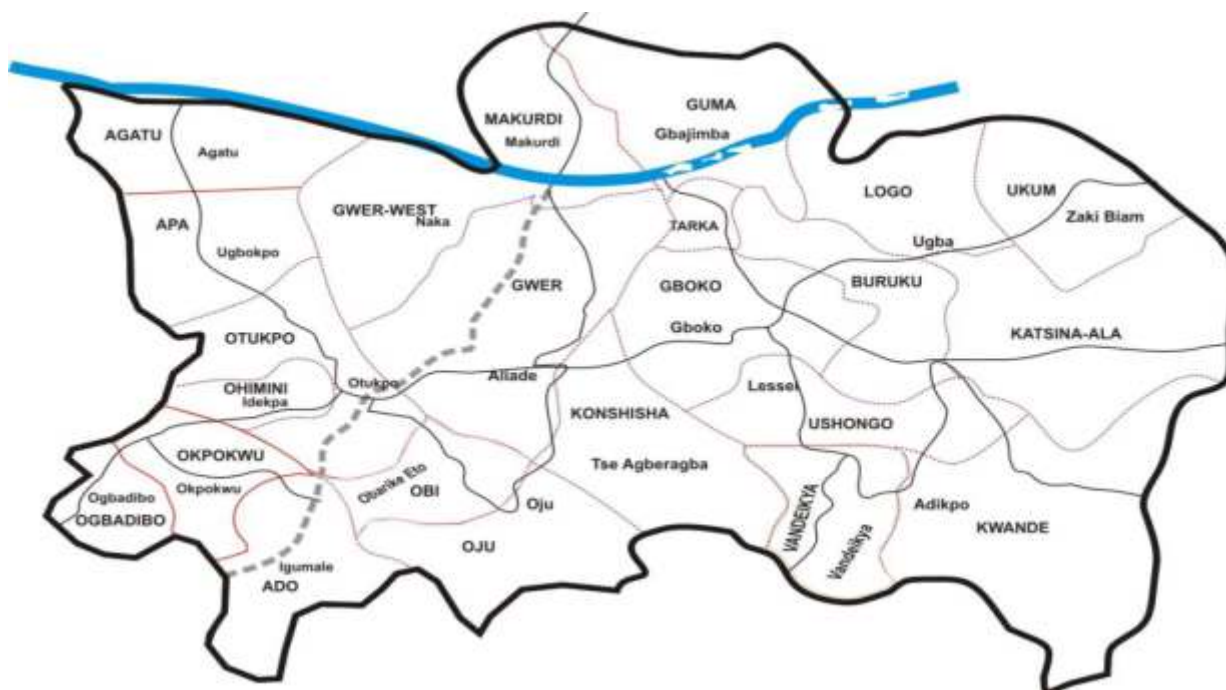 GUMA
MAKURDI
Makurdi
Gbajimba
AGATU
Agatu
LOGO
UKUM
Zaki Biam
GWER-WEST
Naka
APA
TARKA
Ugbokpo
Ugba
GWER
GBOKO
BURUKU
Gboko
KATSINA-ALA
OTUKPO
Otukpo
Aliade
OHIMINI
Idekpa
Lessel
KONSHISHA
USHONGO
OKPOKWU
Tse Agberagba
Okpokwu
Obarike Eto
OBI
Ogbadibo
OGBADIBO
Oju
Adikpo
VANDEIKYA
Vandeikya
KWANDE
OJU
Igumale
ADO